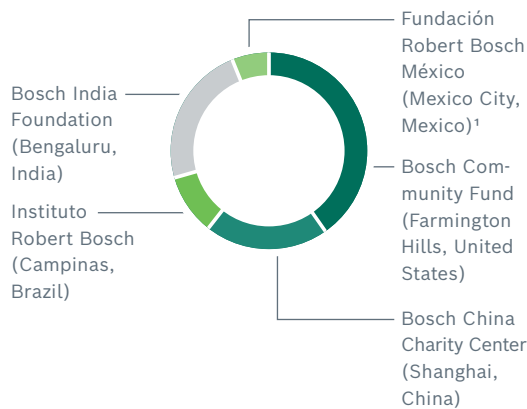 Fundación
Robert Bosch
México
(Mexico City,
Mexico)¹
Bosch India
Foundation
(Bengaluru,
India)
Bosch Com-
munity Fund
(Farmington
Hills, United
States)
Instituto
Robert Bosch
(Campinas,
Brazil)
Bosch China
Charity Center
(Shanghai,
China)